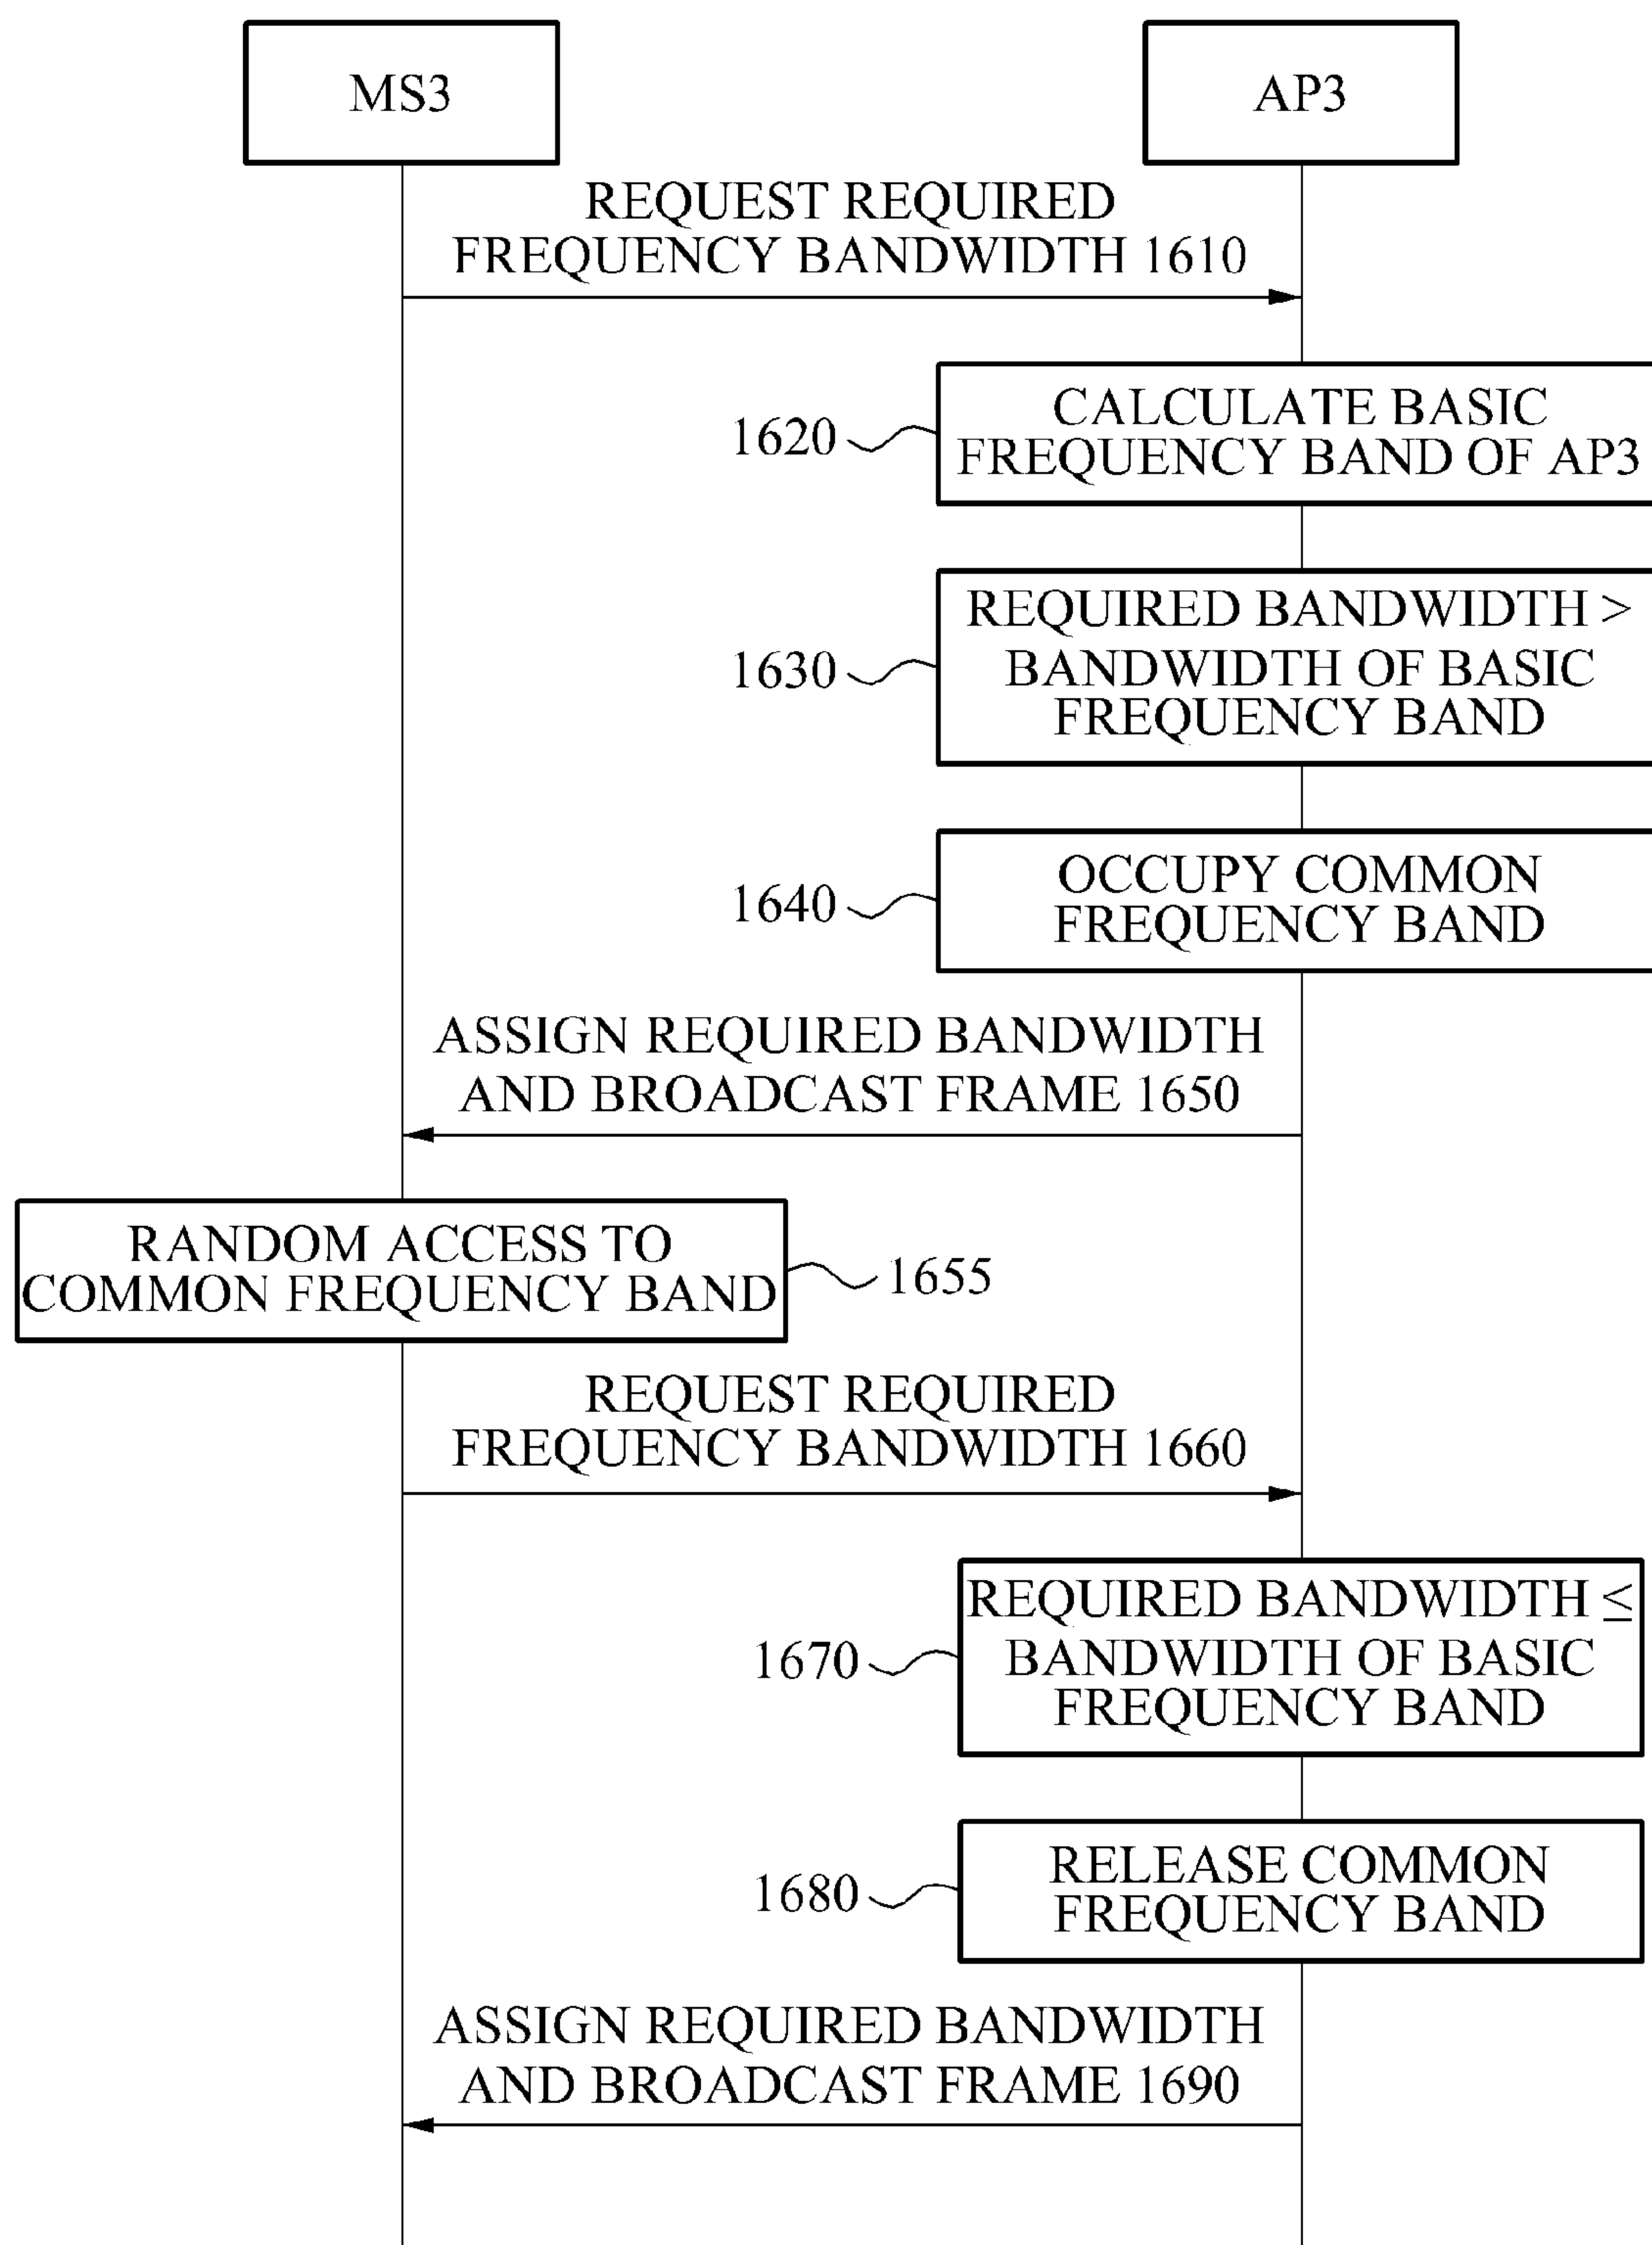 MS3
AP3
REQUEST REQUIRED
FREQUENCY BANDWIDTH 1610
CALCULATE BASIC
FREQUENCY BAND OF AP3
1620
REQUIRED BANDWIDTH >
BANDWIDTH OF BASIC
FREQUENCY BAND
1630
OCCUPY COMMON
FREQUENCY BAND
1640
ASSIGN REQUIRED BANDWIDTH
AND BROADCAST FRAME 1650
RANDOM ACCESS TO
COMMON FREQUENCY BAND
1655
REQUEST REQUIRED
FREQUENCY BANDWIDTH 1660
REQUIRED BANDWIDTH ≤
BANDWIDTH OF BASIC
FREQUENCY BAND
1670
RELEASE COMMON
FREQUENCY BAND
1680
ASSIGN REQUIRED BANDWIDTH
AND BROADCAST FRAME 1690